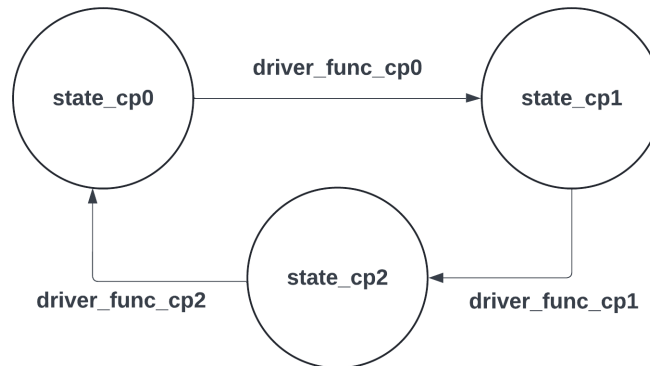 driver_func_cp0
state_cp0
state_cp1
state_cp2
driver_func_cp2
driver_func_cp1